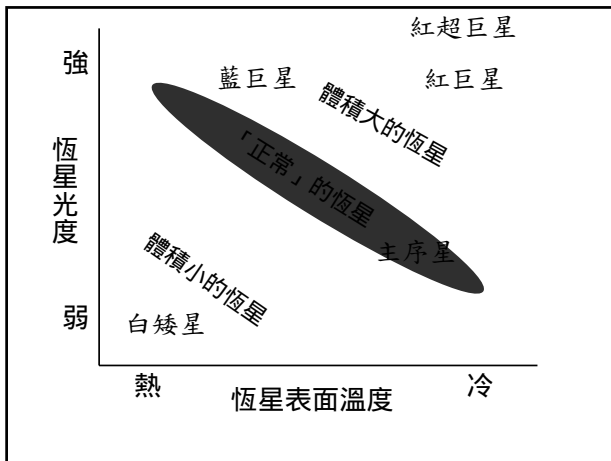 紅超巨星
強
藍巨星
紅巨星
體積大的恆星
恆星光度
「正常」的恆星
主序星
體積小的恆星
弱
白矮星
熱
冷
恆星表面溫度